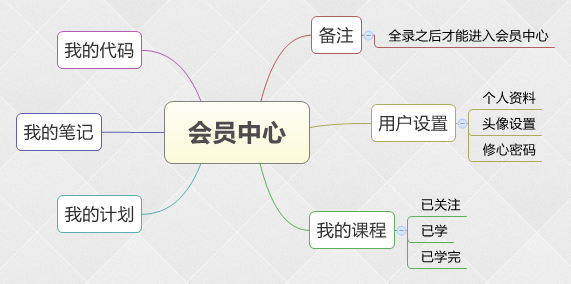 我的代码
备注
全录之后才能进入会员中心
会员中心
我的笔记
用户设置
个人资料
头像设置
修心密码
我的计划
我的课程
已关注
已学
已学完